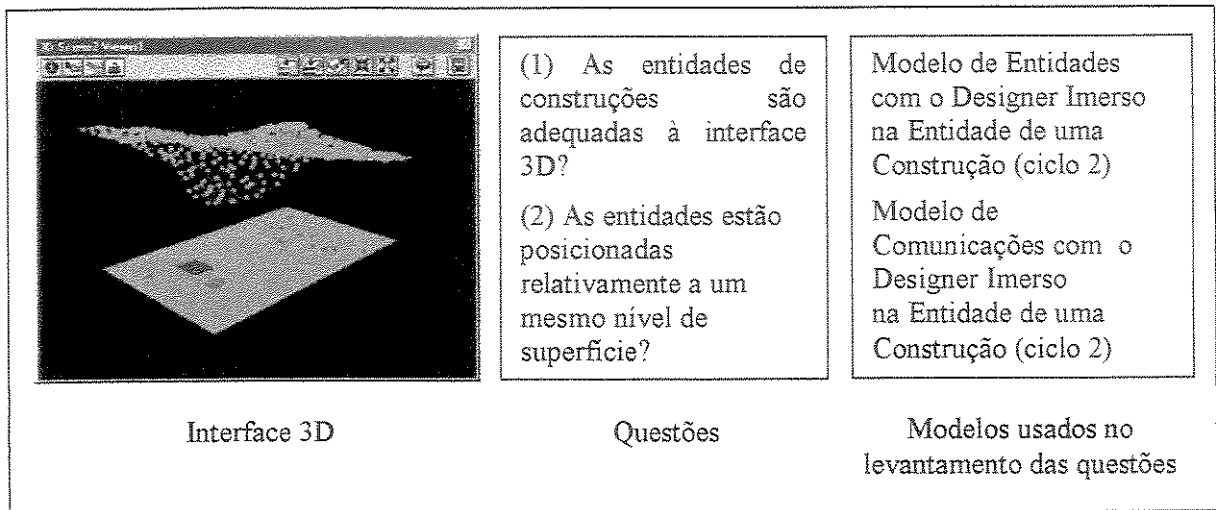 (1) As entidades de
construções são
adequadas à interface
3D?
(2) As entidades estão
posicionadas
relativamente a um
mesmo nível de
superfície?
Modelo de Entidades
com o Designer Imerso
na Entidade de uma
Construção (ciclo 2)
Modelo de
Comunicações com o
Designer Imerso
na Entidade de uma
Construção (ciclo 2)
Interface 3D
Questões
Modelos usados no
levantamento das questões